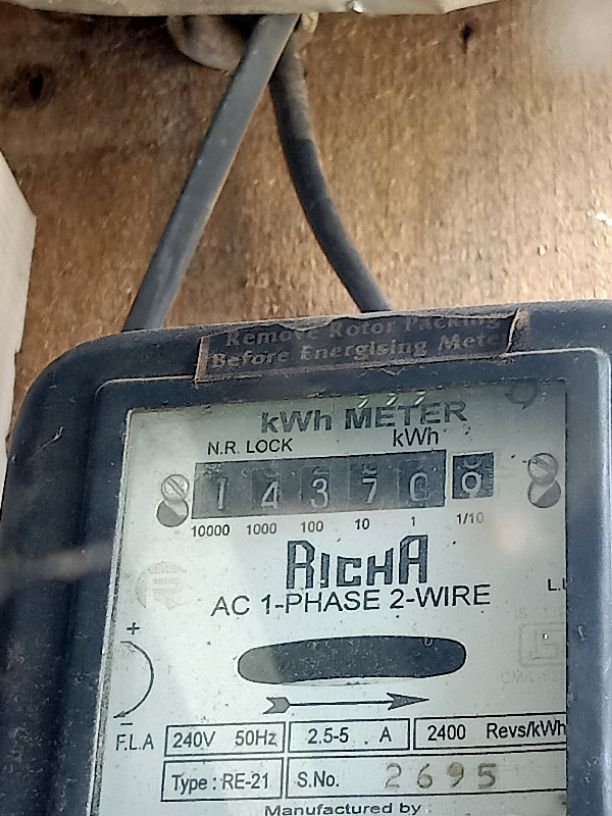 Remove Rotor Packing
Before Energising Meter
kWh METER
N.R. LOCK kWh
1 4 3 7 0 9
10000 1000 100 10 1 1/10
RICHA
AC 1-PHASE 2-WIRE
+
−
F.L.A
240V 50Hz 2.5-5 . . A 2400 Revs/kWh
Type : RE-21 S.No. 2695
Manufactured by :